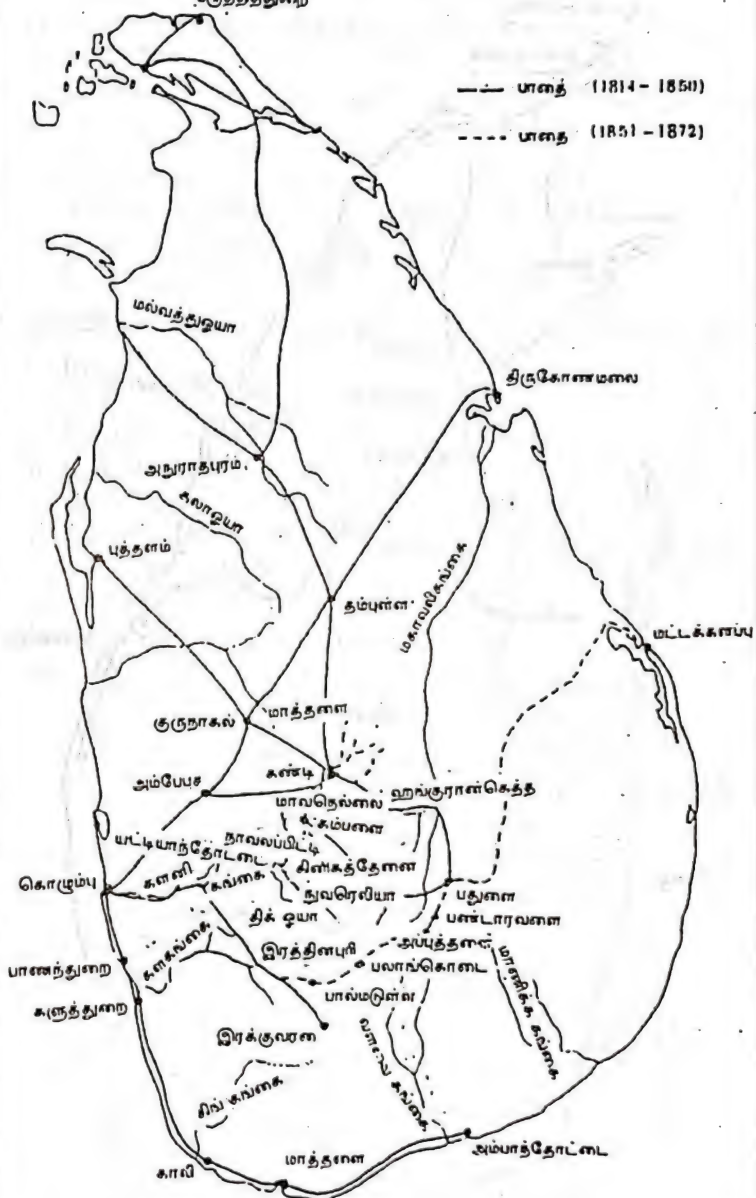 பாதை (1814 - 1850)
பாதை (1851 - 1872)
மல்வத்துஓயா
திருகோணமலை
அநுராதபுரம்
கலாஓயா
புத்தளம்
தம்புள்ள
மகாவலிகங்கை
மட்டக்களப்பு
குருநாகல்
மாத்தளை
கண்டி
அம்பேபுச
மாவதெல்லை
ஹங்குரான்கெத்த
கம்பளை
நாவலப்பிட்டி
யட்டியாந்தோட்டை
கினிகத்தேனை
கொழும்பு
களனி
கங்கை
நுவரெலியா
பதுளை
திக் ஓயா
பண்டாரவளை
அப்புத்தளை
இரத்தினபுரி
களுகங்கை
பாணந்துறை
பலாங்கொடை
மாணிக்க கங்கை
களுத்துறை
பால்மடுள்ள
இரக்குவானை
வளவை கங்கை
கிங் கங்கை
அம்பாந்தோட்டை
காலி
மாத்தளை